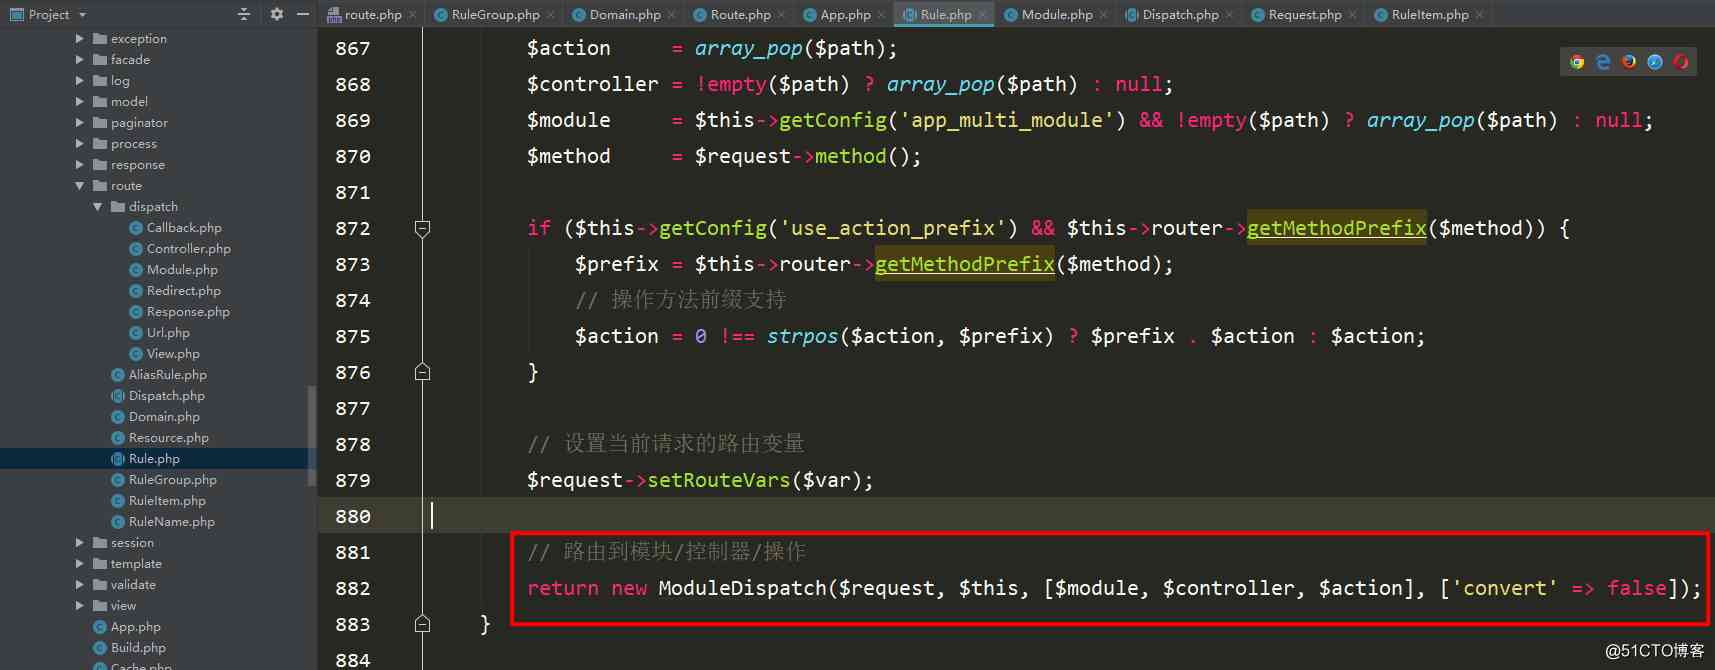 Project
route.php
RuleGroup.php
Domain.php
Route.php
App.php
Rule.php
Module.php
Dispatch.php
Request.php
RuleItem.php
exception
facade
log
model
paginator
process
response
route
dispatch
Callback.php
Controller.php
Module.php
Redirect.php
Response.php
Url.php
View.php
AliasRule.php
Dispatch.php
Domain.php
Resource.php
Rule.php
RuleGroup.php
RuleItem.php
RuleName.php
session
template
validate
view
App.php
Build.php
Cache.php
867 $action     = array_pop($path);
868 $controller = !empty($path) ? array_pop($path) : null;
869 $module     = $this->getConfig('app_multi_module') && !empty($path) ? array_pop($path) : null;
870 $method     = $request->method();
871
872 if ($this->getConfig('use_action_prefix') && $this->router->getMethodPrefix($method)) {
873     $prefix = $this->router->getMethodPrefix($method);
874     // 操作方法前缀支持
875     $action = 0 !== strpos($action, $prefix) ? $prefix . $action : $action;
876 }
877
878 // 设置当前请求的路由变量
879 $request->setRouteVars($var);
880
881 // 路由到模块/控制器/操作
882 return new ModuleDispatch($request, $this, [$module, $controller, $action], ['convert' => false]);
883 }
884
@51CTO博客